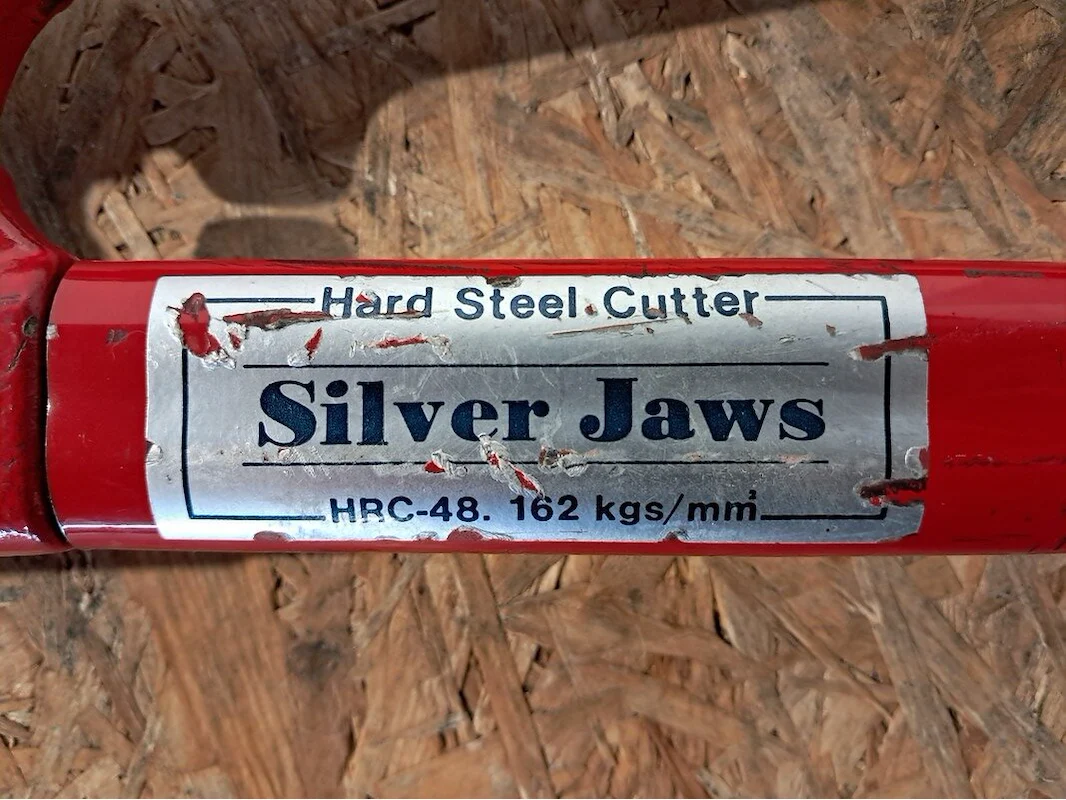 Hard Steel Cutter
Silver Jaws
HRC-48. 162 kgs/mm²